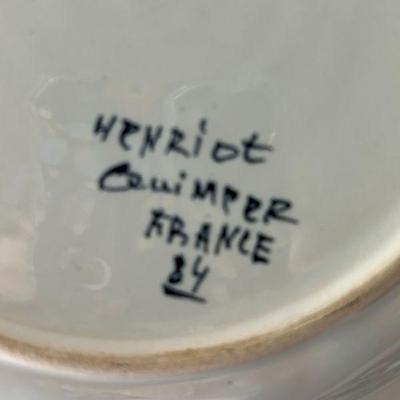 HENRiot
QuimPER
FRANCE
84